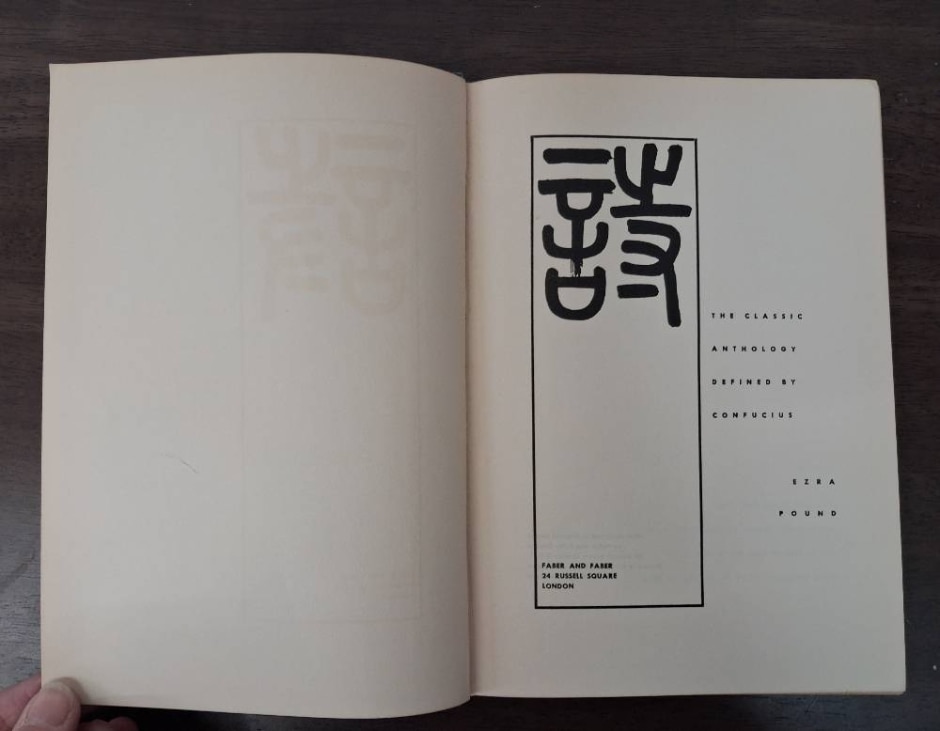 詩
THE CLASSIC
ANTHOLOGY
DEFINED BY
CONFUCIUS
EZRA
POUND
FABER AND FABER
24 RUSSELL SQUARE
LONDON